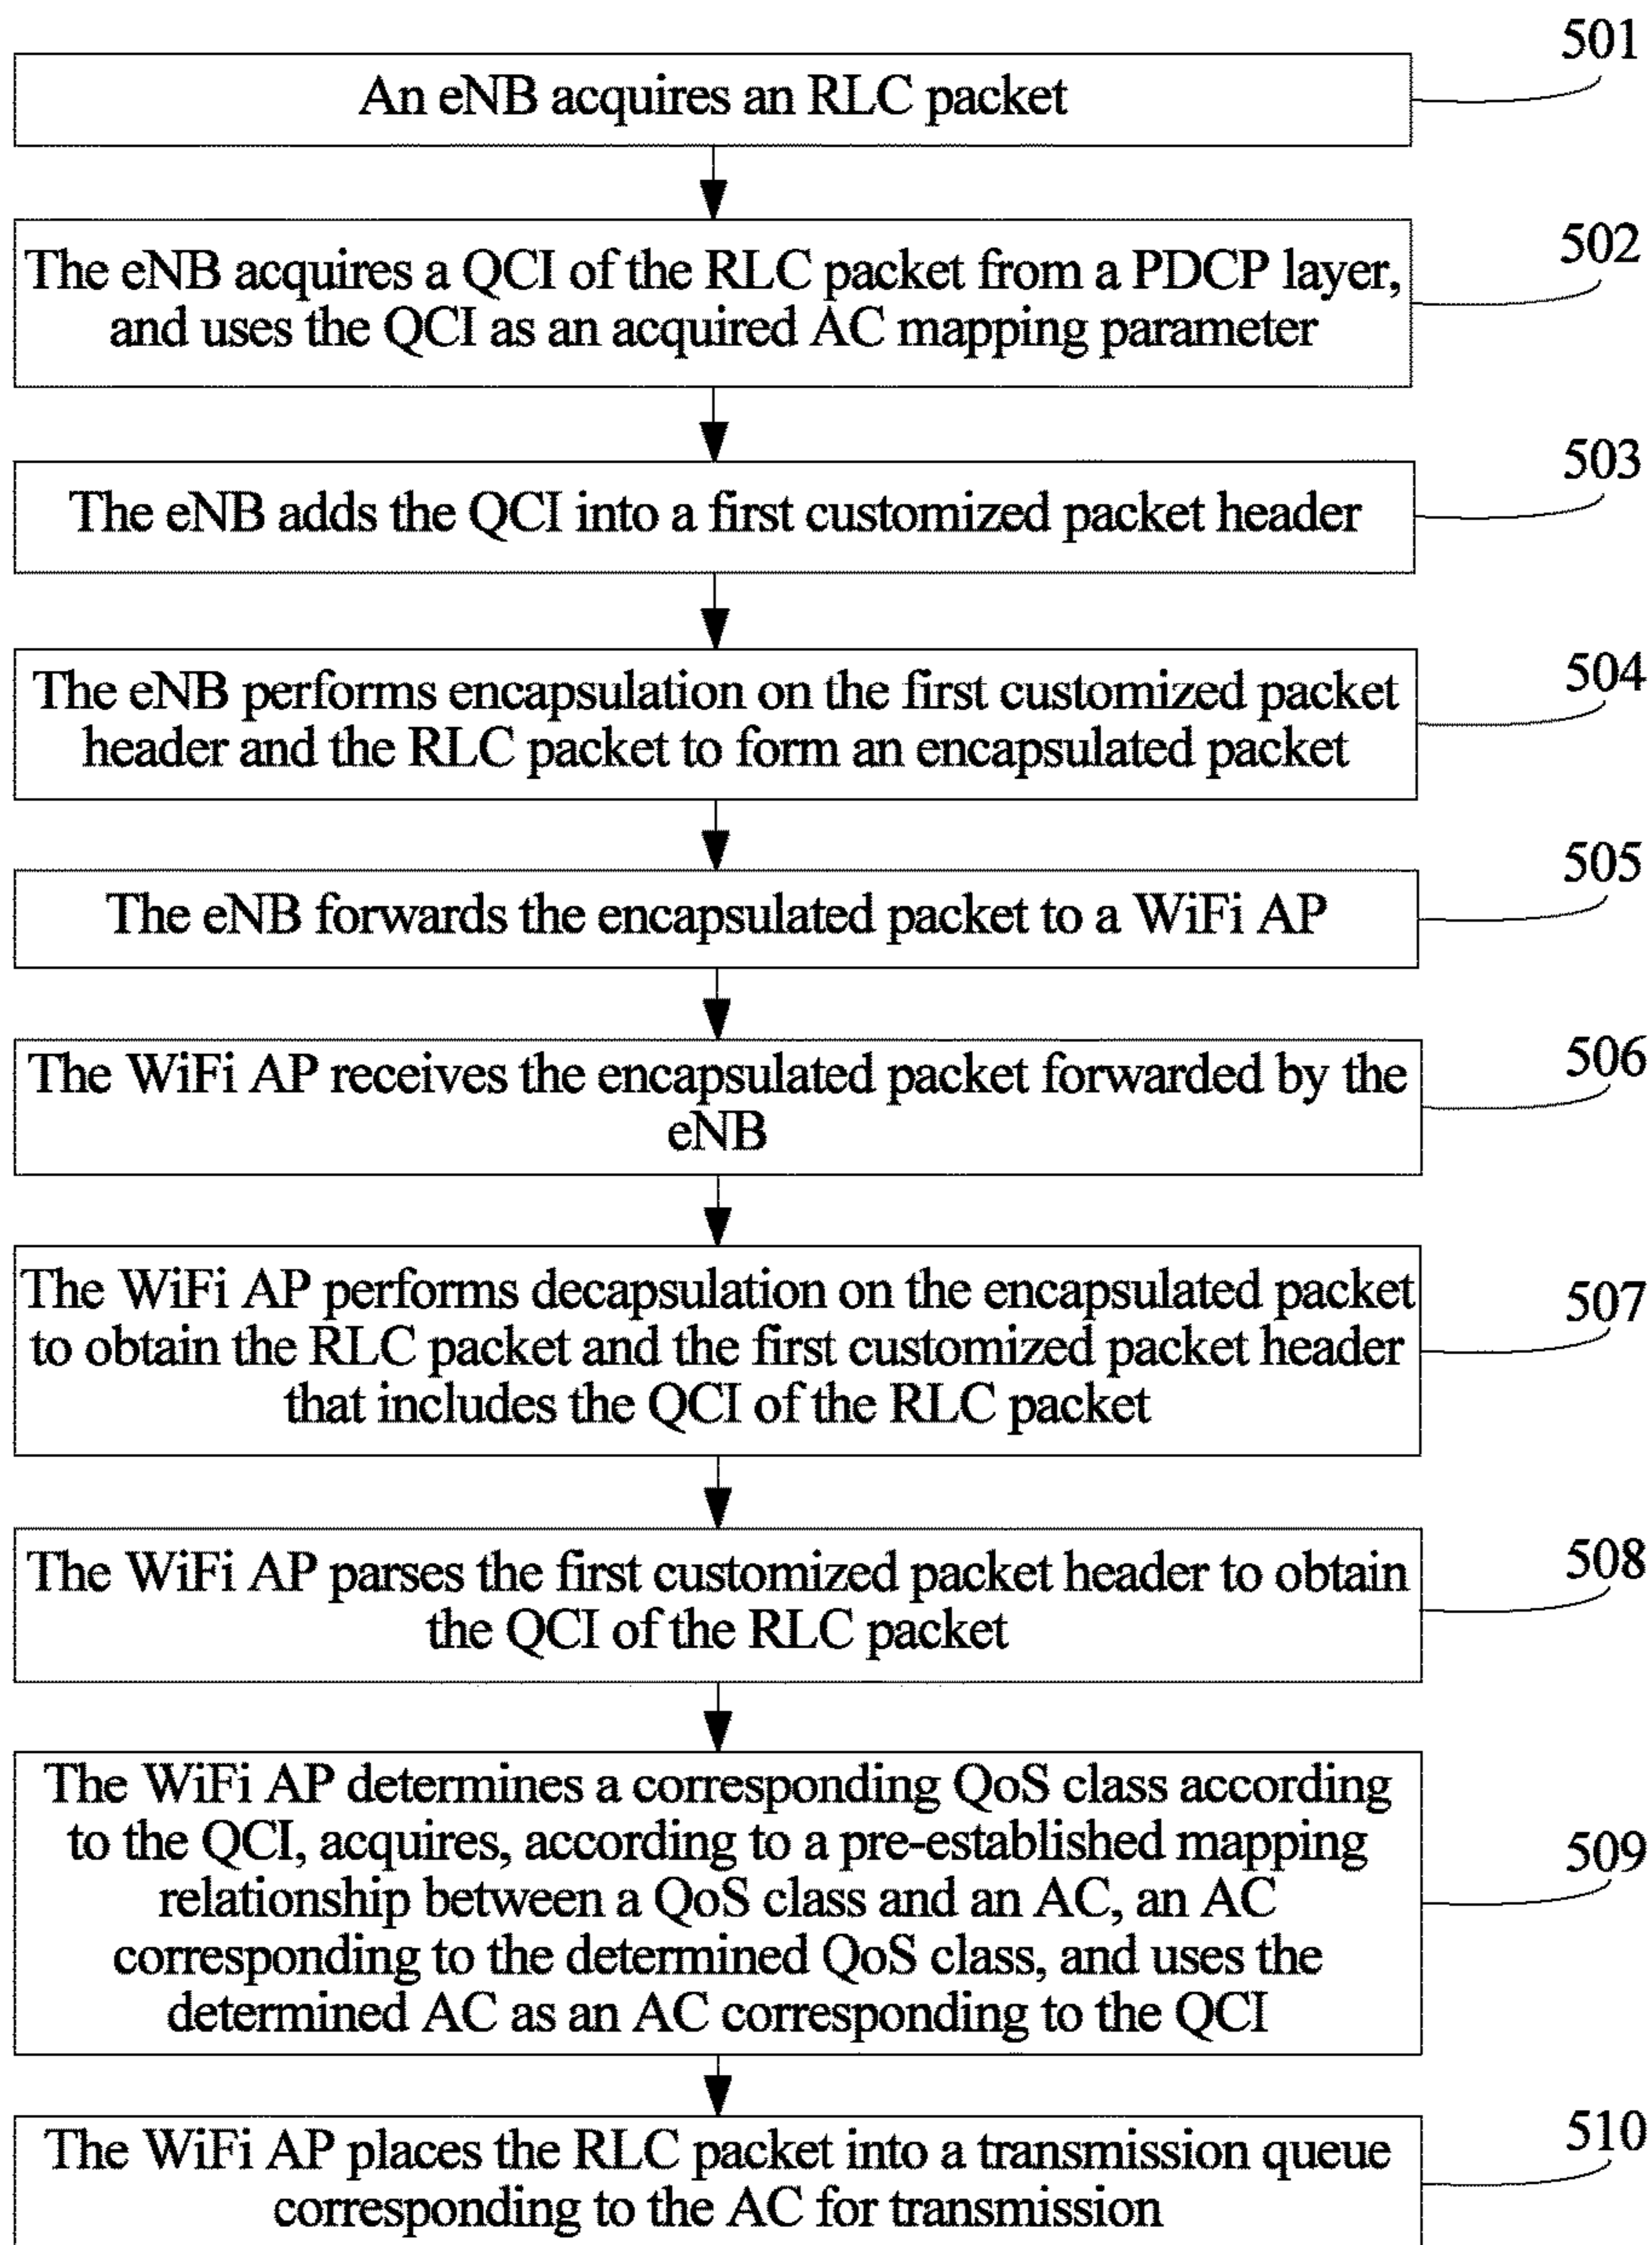 501
An eNB acquires an RLC packet
502
The eNB acquires a QCI of the RLC packet from a PDCP layer,
and uses the QCI as an acquired AC mapping parameter
503
The eNB adds the QCI into a first customized packet header
504
The eNB performs encapsulation on the first customized packet
header and the RLC packet to form an encapsulated packet
505
The eNB forwards the encapsulated packet to a WiFi AP
506
The WiFi AP receives the encapsulated packet forwarded by the
eNB
507
The WiFi AP performs decapsulation on the encapsulated packet
to obtain the RLC packet and the first customized packet header
that includes the QCI of the RLC packet
508
The WiFi AP parses the first customized packet header to obtain
the QCI of the RLC packet
509
The WiFi AP determines a corresponding QoS class according
to the QCI, acquires, according to a pre-established mapping
relationship between a QoS class and an AC, an AC
corresponding to the determined QoS class, and uses the
determined AC as an AC corresponding to the QCI
510
The WiFi AP places the RLC packet into a transmission queue
corresponding to the AC for transmission